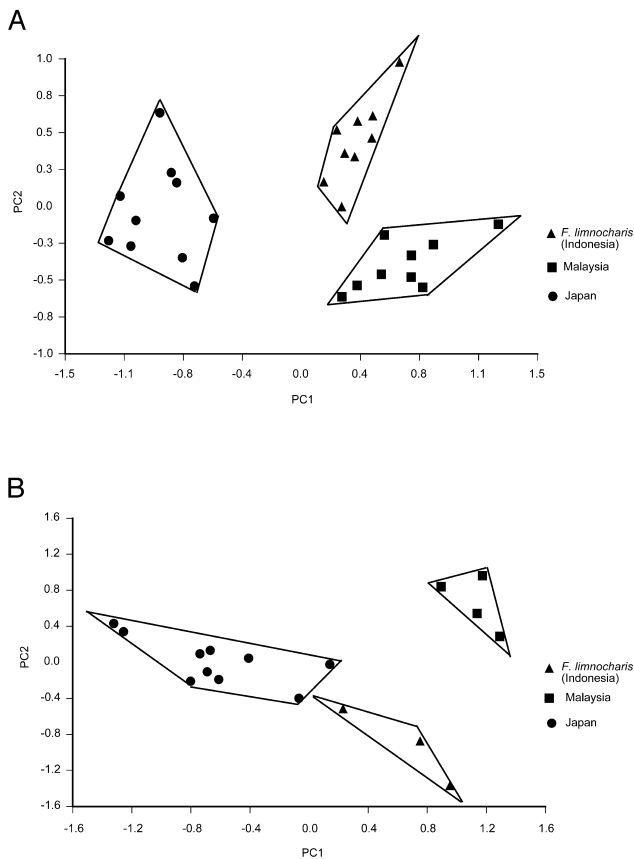 A
1.0
0.8
0.5
0.3
0.0
-0.3
-0.5
-0.8
-1.0
PC2
-1.5
-1.1
-0.8
-0.4
0.0
0.4
0.8
1.1
1.5
PC1
F. limnocharis
(Indonesia)
Malaysia
Japan
B
1.6
1.2
0.8
0.4
0.0
-0.4
-0.8
-1.2
-1.6
PC2
-1.6
-1.2
-0.8
-0.4
0.0
0.4
0.8
1.2
1.6
PC1
F. limnocharis
(Indonesia)
Malaysia
Japan